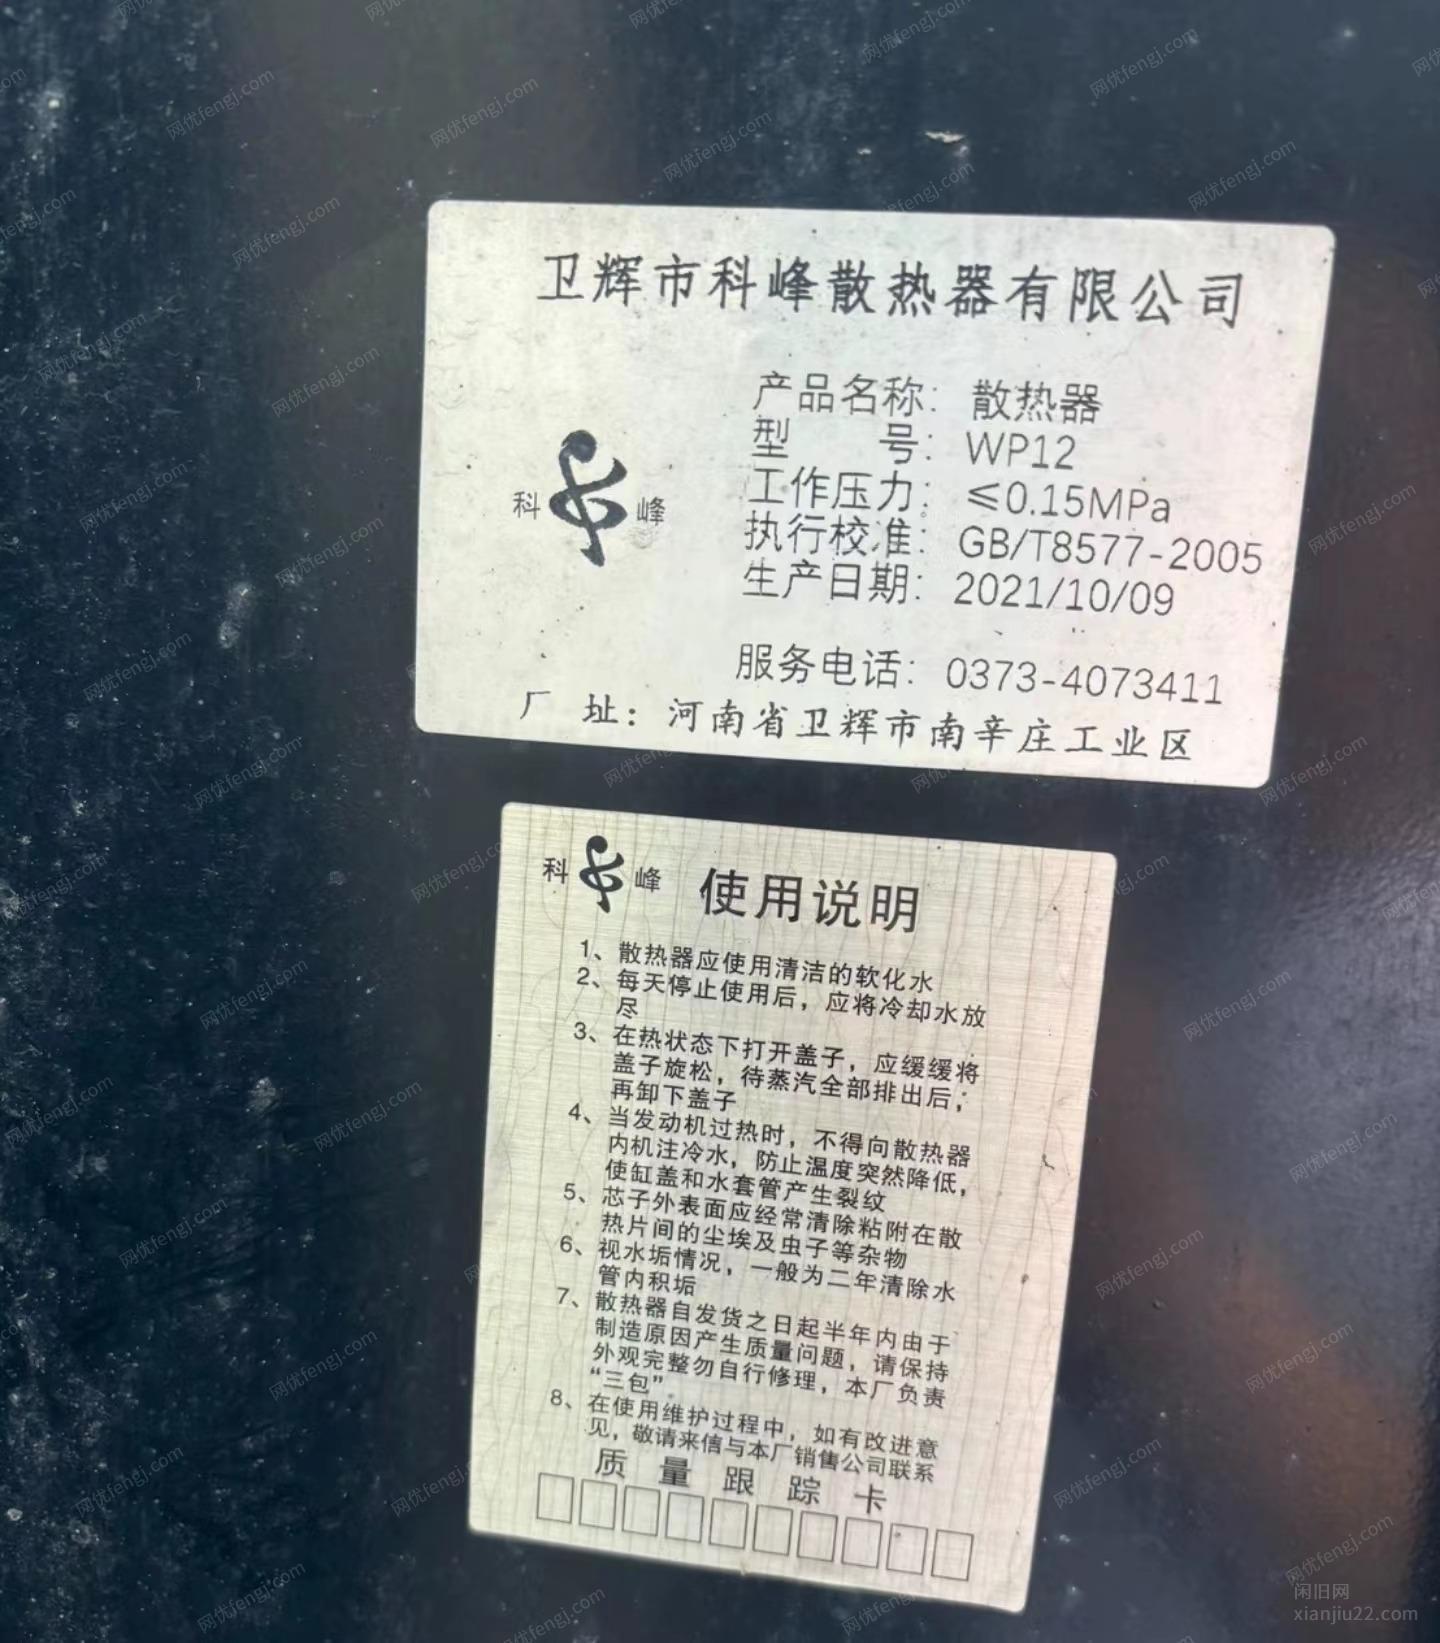 卫辉市科峰散热器有限公司
产品名称：散热器
型 号：WP12
工作压力：≤0.15MPa
执行校准：GB/T8577-2005
生产日期：2021/10/09
科 峰
服务电话：0373-4073411
厂 址：河南省卫辉市南辛庄工业区
科 峰 使用说明
1、散热器应使用清洁的软化水
2、每天停止使用后，应将冷却水放
尽
3、在热状态下打开盖子，应缓缓将
盖子旋松，待蒸汽全部排出后，
再卸下盖子
4、当发动机过热时，不得向散热器
内机注冷水，防止温度突然降低，
使缸盖和水套管产生裂纹
5、芯子外表面应经常清除粘附在散
热片间的尘埃及虫子等杂物
6、视水垢情况，一般为二年清除水
管内积垢
7、散热器自发货之日起半年内由于
制造原因产生质量问题，请保持
外观完整勿自行修理，本厂负责
“三包”。
8、在使用维护过程中，如有改进意
见，敬请来信与本厂销售公司联系
质量跟踪卡
网优fengj.com
闲旧网
xianjiu22.com